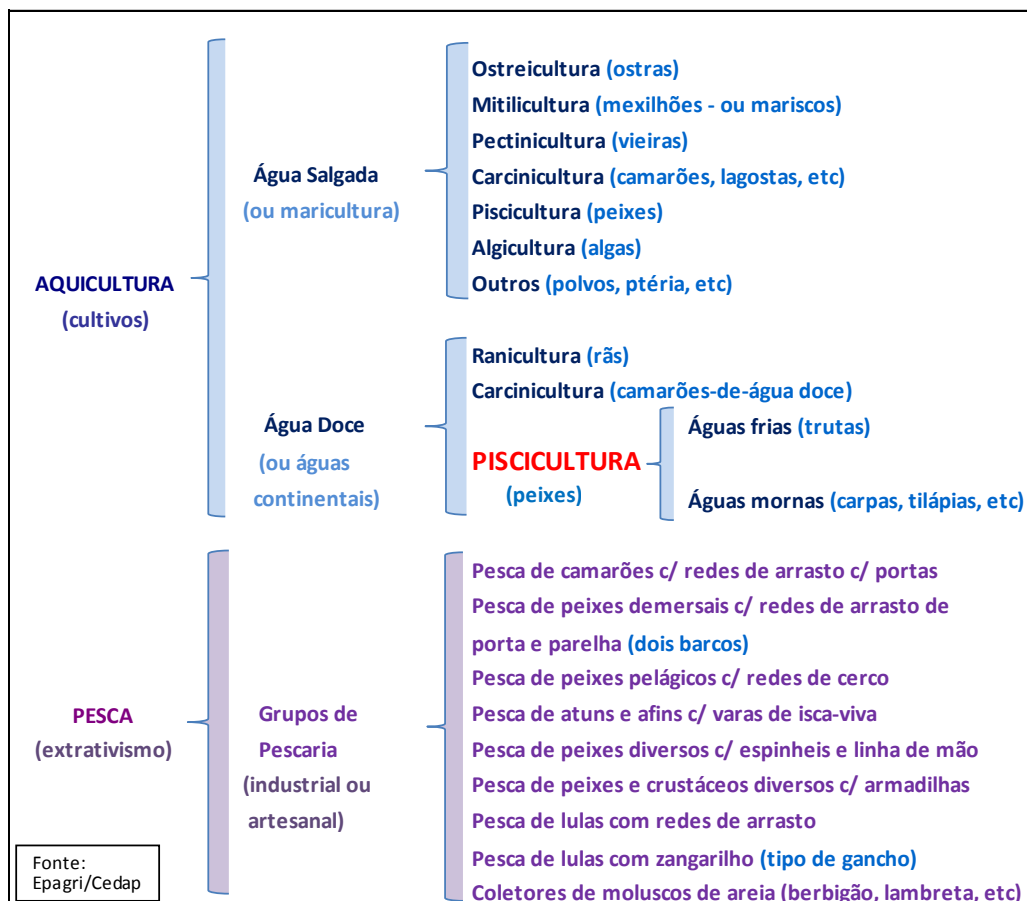 AQUICULTURA
(cultivos)
Água Salgada
(ou maricultura)
Ostreicultura (ostras)
Mitilicultura (mexilhões - ou mariscos)
Pectinicultura (vieiras)
Carcinicultura (camarões, lagostas, etc)
Piscicultura (peixes)
Algicultura (algas)
Outros (polvos, ptéria, etc)
Água Doce
(ou águas
continentais)
Ranicultura (rãs)
Carcinicultura (camarões-de-água doce)
PISCICULTURA
(peixes)
Águas frias (trutas)
Águas mornas (carpas, tilápias, etc)
PESCA
(extrativismo)
Grupos de
Pescaria
(industrial ou
artesanal)
Pesca de camarões c/ redes de arrasto c/ portas
Pesca de peixes demersais c/ redes de arrasto de
porta e parelha (dois barcos)
Pesca de peixes pelágicos c/ redes de cerco
Pesca de atuns e afins c/ varas de isca-viva
Pesca de peixes diversos c/ espinheis e linha de mão
Pesca de peixes e crustáceos diversos c/ armadilhas
Pesca de lulas com redes de arrasto
Pesca de lulas com zangarilho (tipo de gancho)
Coletores de moluscos de areia (berbigão, lambreta, etc)
Fonte:
Epagri/Cedap